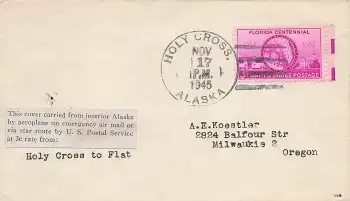 HOLY CROSS,
NOV
17
1 P.M.
1945
ALASKA
FLORIDA CENTENNIAL
3¢ UNITED STATES POSTAGE
This cover carried from interior Alaska
by aeroplane on emergency air mail or
via star route by U. S. Postal Service
at 3c rate from:
Holy Cross to Flat
A.E.Koestler
2824 Balfour Str
Milwaukie 2
Oregon